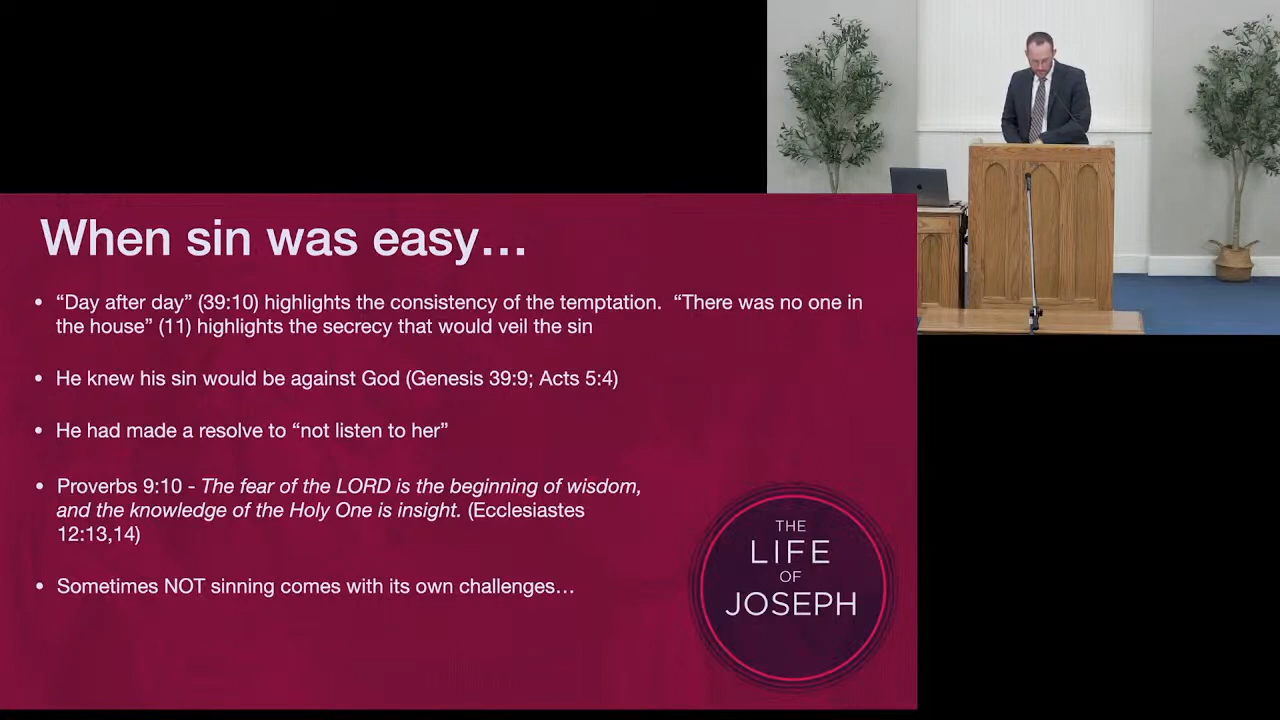 When sin was easy…
• “Day after day” (39:10) highlights the consistency of the temptation.  “There was no one in
the house” (11) highlights the secrecy that would veil the sin
• He knew his sin would be against God (Genesis 39:9; Acts 5:4)
• He had made a resolve to “not listen to her”
• Proverbs 9:10 - The fear of the LORD is the beginning of wisdom,
and the knowledge of the Holy One is insight. (Ecclesiastes
12:13,14)
• Sometimes NOT sinning comes with its own challenges…
THE
LIFE
OF
JOSEPH